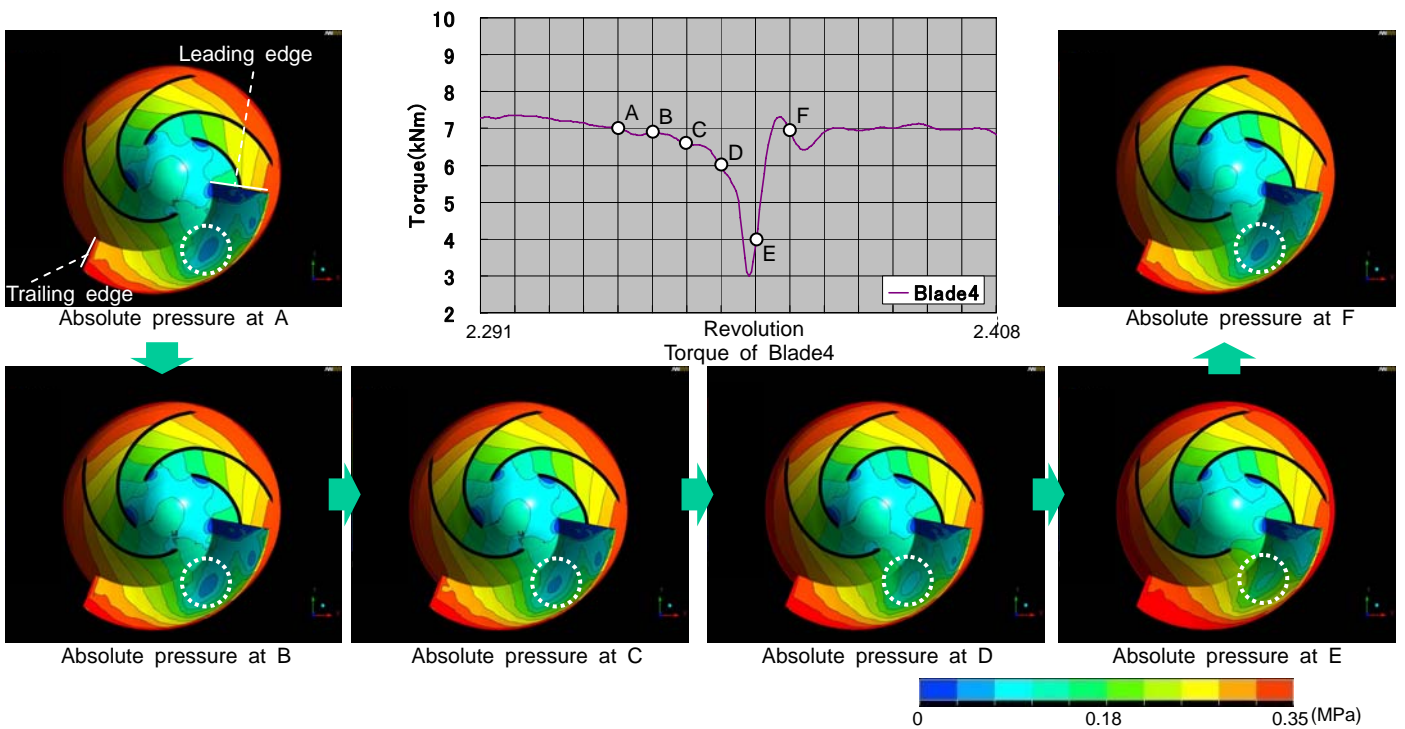 10
9
8
7
6
5
4
3
2
Torque(kNm)
A
B
C
D
E
F
Blade4
2.291
Revolution
2.408
Torque of Blade4
Leading edge
Trailing edge
Absolute pressure at A
Absolute pressure at F
Absolute pressure at B
Absolute pressure at C
Absolute pressure at D
Absolute pressure at E
0
0.18
0.35 (MPa)